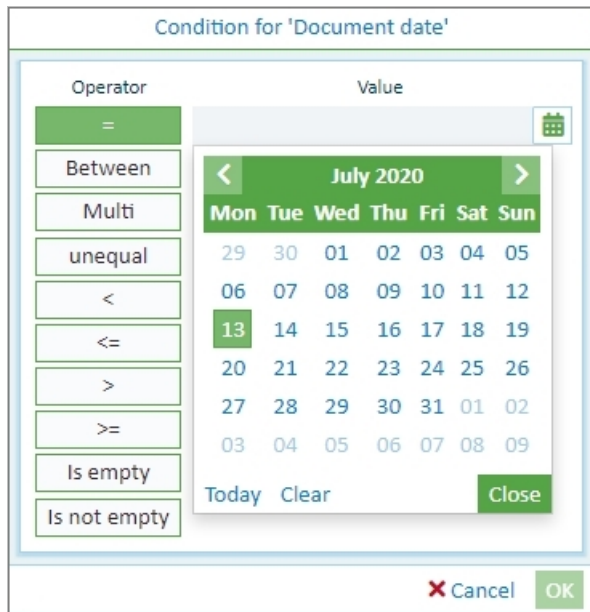 Condition for 'Document date'
Operator Value
=
Between
Multi
unequal
<
<=
>
>=
Is empty
Is not empty
July 2020
Mon Tue Wed Thu Fri Sat Sun
29 30 01 02 03 04 05
06 07 08 09 10 11 12
13 14 15 16 17 18 19
20 21 22 23 24 25 26
27 28 29 30 31 01 02
03 04 05 06 07 08 09
Today Clear Close
Cancel OK